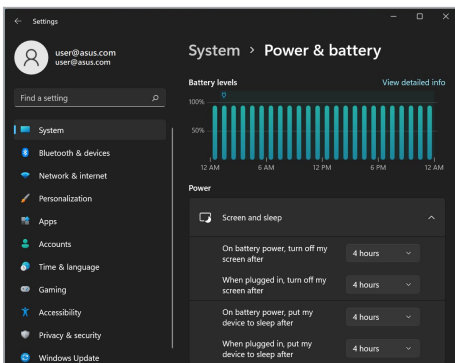 Settings
user@asus.com
user@asus.com
Find a setting
System
Bluetooth & devices
Network & internet
Personalization
Apps
Accounts
Time & language
Gaming
Accessibility
Privacy & security
Windows Update
System > Power & battery
Battery levels View detailed info
100%
50%
12 AM 6 AM 12 PM 6 PM 12 AM
Power
Screen and sleep
On battery power, turn off my
screen after
4 hours
When plugged in, turn off my
screen after
4 hours
On battery power, put my
device to sleep after
4 hours
When plugged in, put my
device to sleep after
4 hours